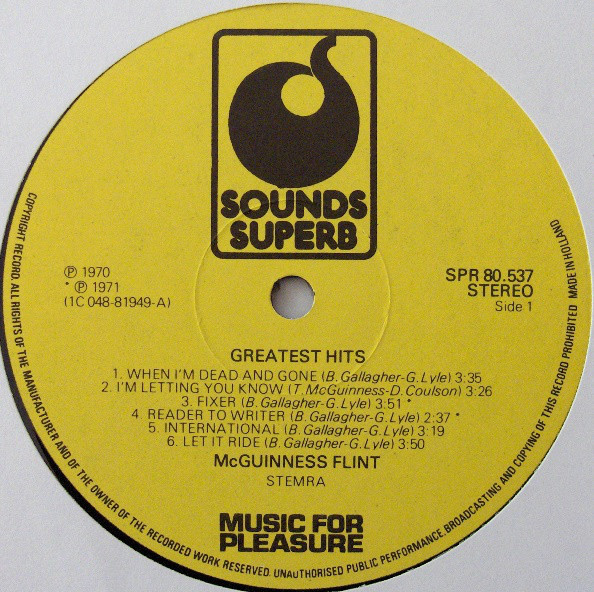 SOUNDS
SUPERB
℗ 1970
* ℗ 1971
(1C 048-81949-A)
SPR 80.537
STEREO
Side 1
GREATEST HITS
1. WHEN I'M DEAD AND GONE (B. Gallagher-G. Lyle) 3:35
2. I'M LETTING YOU KNOW (T. McGuinness-D. Coulson) 3:26
3. FIXER (B. Gallagher-G. Lyle) 3:51 *
4. READER TO WRITER (B. Gallagher-G. Lyle) 2:37 *
5. INTERNATIONAL (B. Gallagher-G. Lyle) 3:19
6. LET IT RIDE (B. Gallagher-G. Lyle) 3:50
McGUINNESS FLINT
STEMRA
MUSIC FOR
PLEASURE
COPYRIGHT RECORD. ALL RIGHTS OF THE MANUFACTURER AND OF THE OWNER OF THE RECORDED WORK RESERVED. UNAUTHORISED PUBLIC PERFORMANCE, BROADCASTING AND COPYING OF THIS RECORD PROHIBITED MADE IN HOLLAND